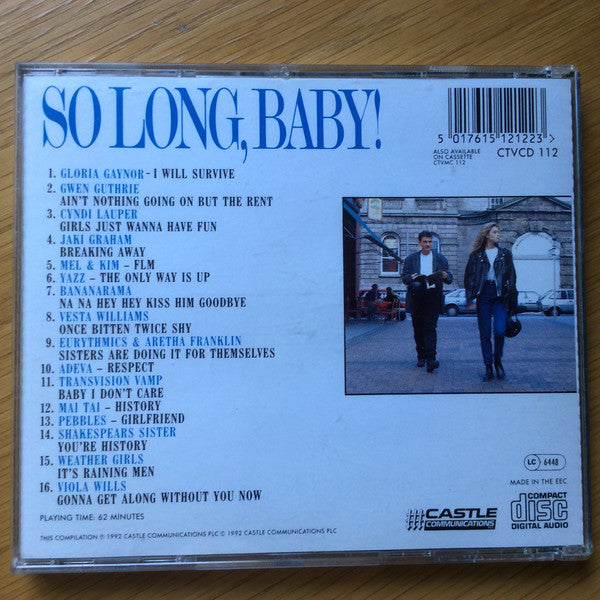 SO LONG, BABY!
5 017615 121223 >
ALSO AVAILABLE
ON CASSETTE
CTVMC 112
CTVCD 112
1. GLORIA GAYNOR - I WILL SURVIVE
2. GWEN GUTHRIE
AIN'T NOTHING GOING ON BUT THE RENT
3. CYNDI LAUPER
GIRLS JUST WANNA HAVE FUN
4. JAKI GRAHAM
BREAKING AWAY
5. MEL & KIM – FLM
6. YAZZ – THE ONLY WAY IS UP
7. BANANARAMA
NA NA HEY HEY KISS HIM GOODBYE
8. VESTA WILLIAMS
ONCE BITTEN TWICE SHY
9. EURYTHMICS & ARETHA FRANKLIN
SISTERS ARE DOING IT FOR THEMSELVES
10. ADEVA – RESPECT
11. TRANSVISION VAMP
BABY I DON'T CARE
12. MAI TAI – HISTORY
13. PEBBLES – GIRLFRIEND
14. SHAKESPEARS SISTER
YOU'RE HISTORY
15. WEATHER GIRLS
IT'S RAINING MEN
16. VIOLA WILLS
GONNA GET ALONG WITHOUT YOU NOW
PLAYING TIME: 62 MINUTES
THIS COMPILATION ℗ 1992 CASTLE COMMUNICATIONS PLC © 1992 CASTLE COMMUNICATIONS PLC
LC 6448
MADE IN THE EEC
CASTLE
COMMUNICATIONS
COMPACT
disc
DIGITAL AUDIO